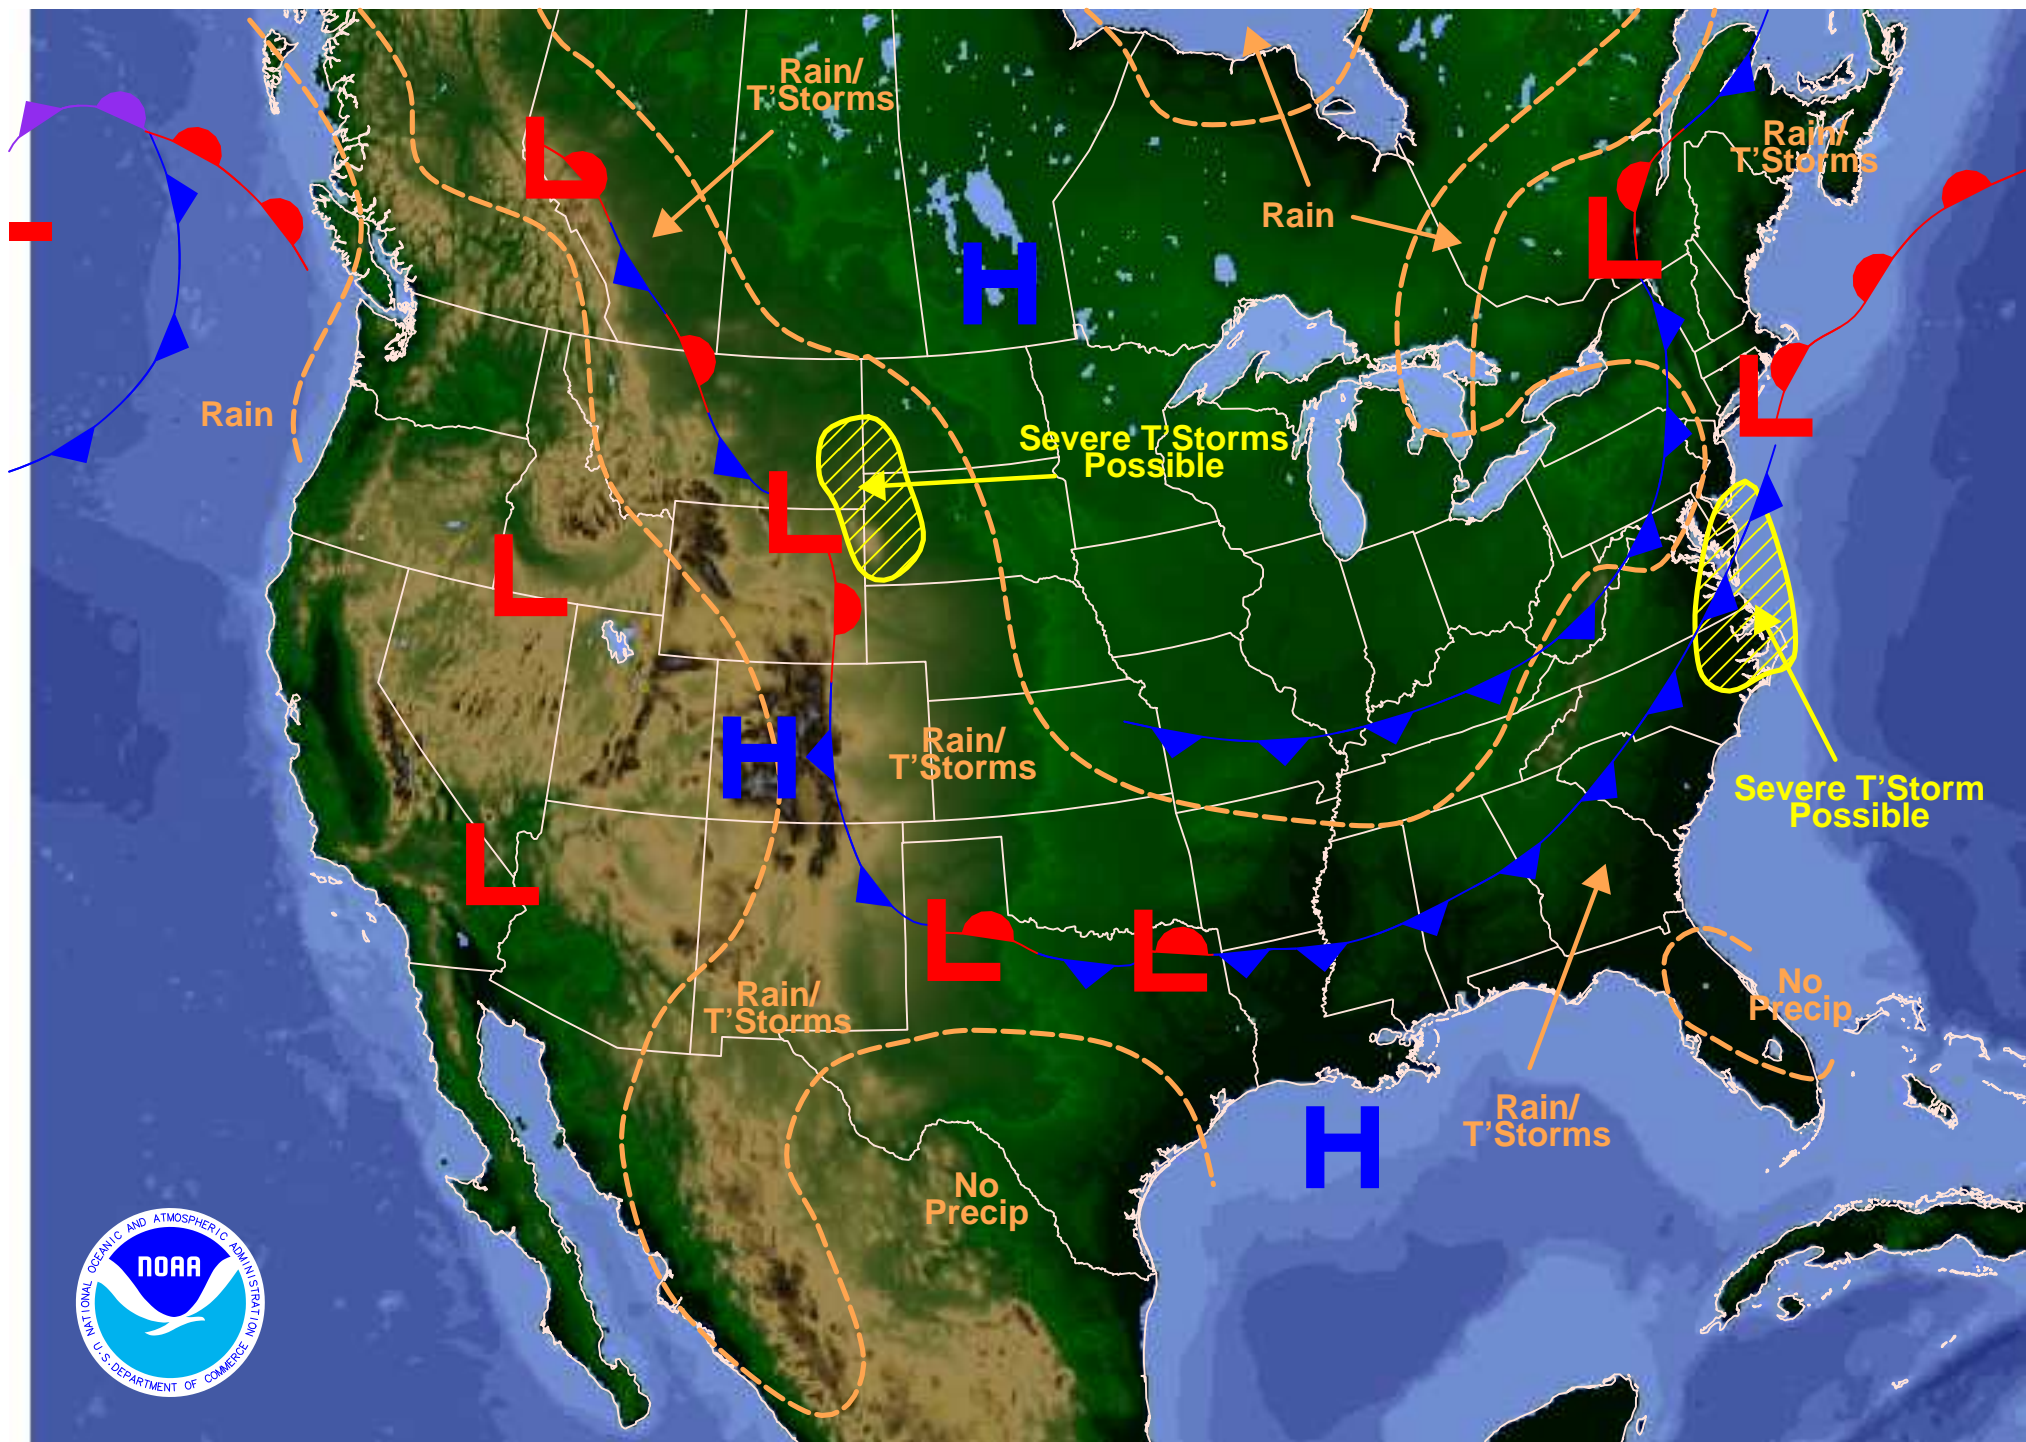 Rain/
T'Storms
Rain/
T'Storms
L
Rain
L
H
L
Rain
Severe T'Storms
Possible
L
L
H
Rain/
T'Storms
Severe T'Storm
Possible
L
L
L
Rain/
T'Storms
No
Precip
H
Rain/
T'Storms
No
Precip
NOAA
NATIONAL OCEANIC AND ATMOSPHERIC ADMINISTRATION
U.S. DEPARTMENT OF COMMERCE